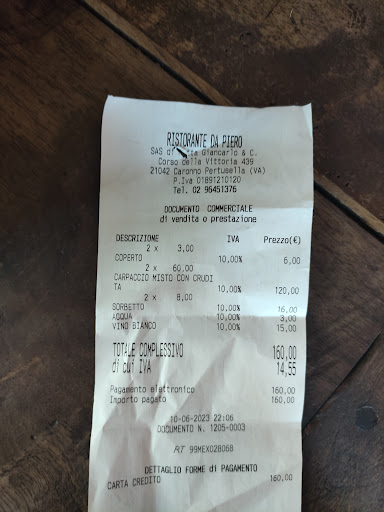 RISTORANTE DA PIERO
SAS di Giancarlo & C.
Corso della Vittoria 439
21042 Caronno Pertusella (VA)
P.Iva 01891210120
Tel. 02 96451376
DOCUMENTO COMMERCIALE
di vendita o prestazione
DESCRIZIONE IVA Prezzo(€)
2 x 3,00
COPERTO 10,00% 6,00
2 x 60,00
CARPACCIO MISTO CON CRUDI
TA 10,00% 120,00
2 x 8,00
SORBETTO 10,00% 16,00
ACQUA 10,00% 3,00
VINO BIANCO 10,00% 15,00
TOTALE COMPLESSIVO 160,00
di cui IVA 14,55
Pagamento elettronico 160,00
Importo pagato 160,00
10-06-2023 22:06
DOCUMENTO N. 1205-0003
RT 99MEX028068
DETTAGLIO FORME di PAGAMENTO
CARTA CREDITO 160,00